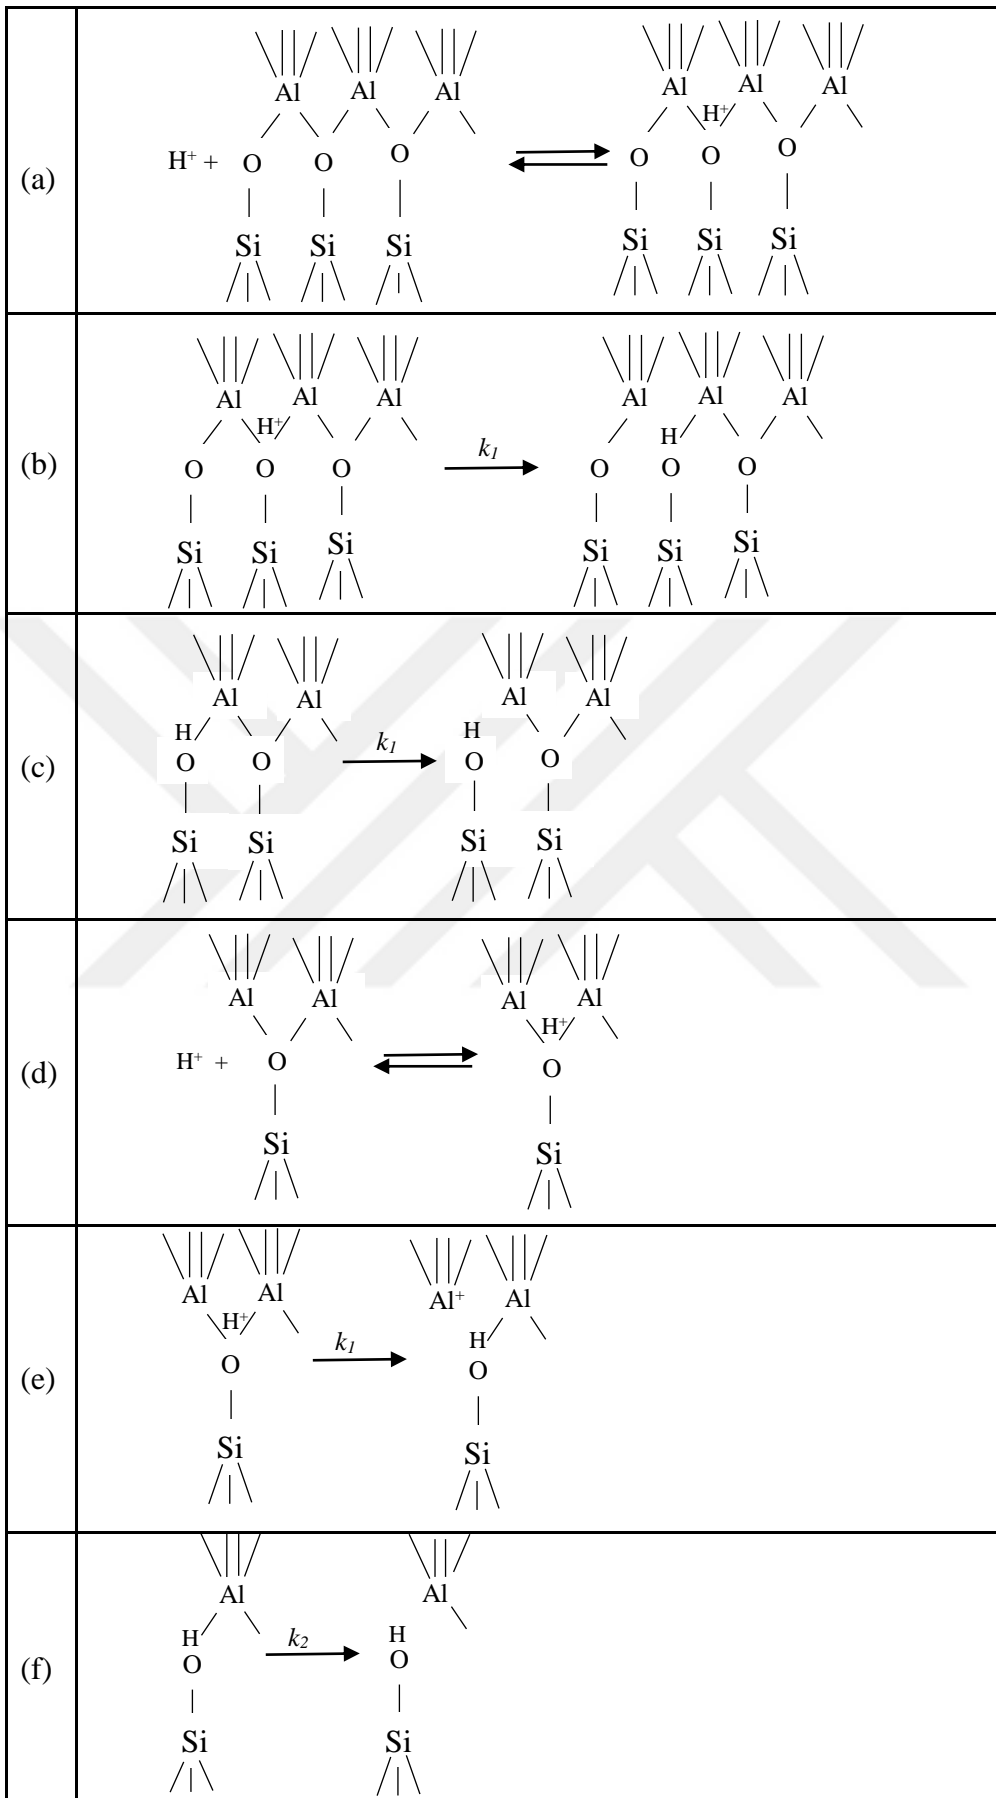 Al Al Al Al Al Al
H⁺
(a) H⁺ + O O O O O O
Si Si Si Si Si Si
Al Al Al Al Al Al
H⁺ H
(b) O O O k₁ O O O
Si Si Si Si Si Si
Al Al Al Al
H H
(c) O O k₁ O O
Si Si Si Si
Al Al Al Al
H⁺
(d) H⁺ + O O
Si Si
Al Al Al⁺ Al
H⁺ H
(e) O k₁ O
Si Si
Al Al
H H
(f) O k₂ O
Si Si